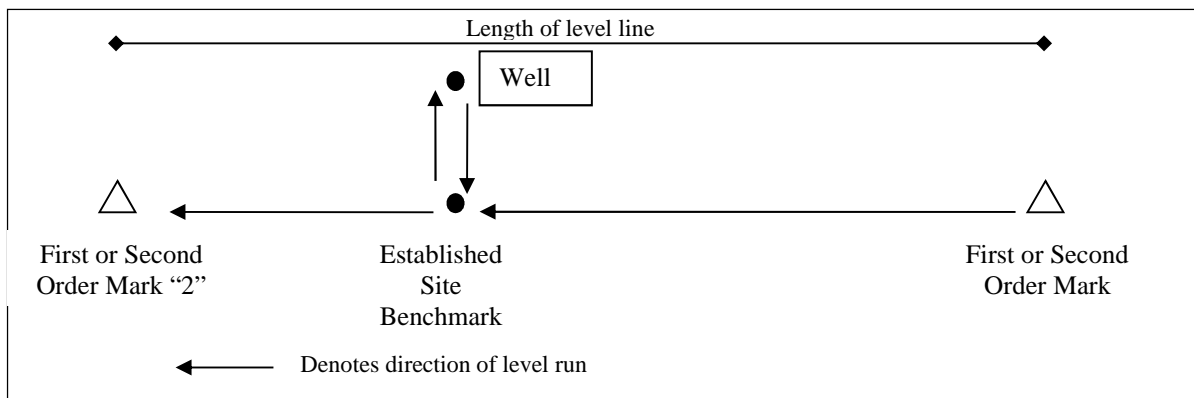 Length of level line
Well
First or Second
Order Mark “2”
Established
Site
Benchmark
First or Second
Order Mark
Denotes direction of level run